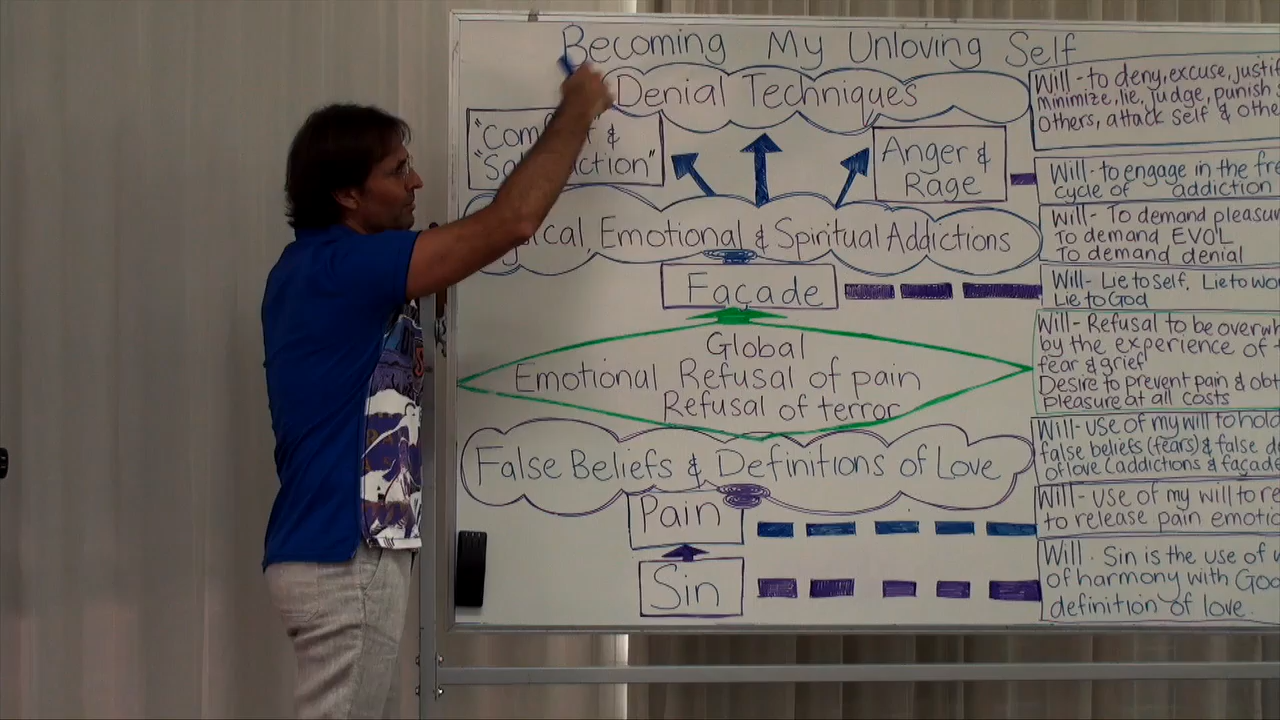 Becoming My Unloving Self
Denial Techniques
"Comf &
"Sat action"
Anger &
Rage
ical, Emotional & Spiritual Addictions
Façade
Global
Emotional Refusal of pain
Refusal of terror
False Beliefs & Definitions of Love
Pain
Sin
Will - to deny, excuse, justif
minimize, lie, judge, punish s
others, attack self & othe
Will - to engage in the fre
cycle of addiction
Will - To demand pleasur
To demand EVOL
To demand denial
Will - Lie to self, Lie to wo
Lie to God
Will - Refusal to be overwh
by the experience of t
fear & grief
Desire to prevent pain & obt
Pleasure at all costs
Will - use of my will to hold
false beliefs (fears) & false d
of love (addictions & façade
Will - use of my will to re
to release pain emotio
Will - Sin is the use of w
of harmony with God
definition of love.